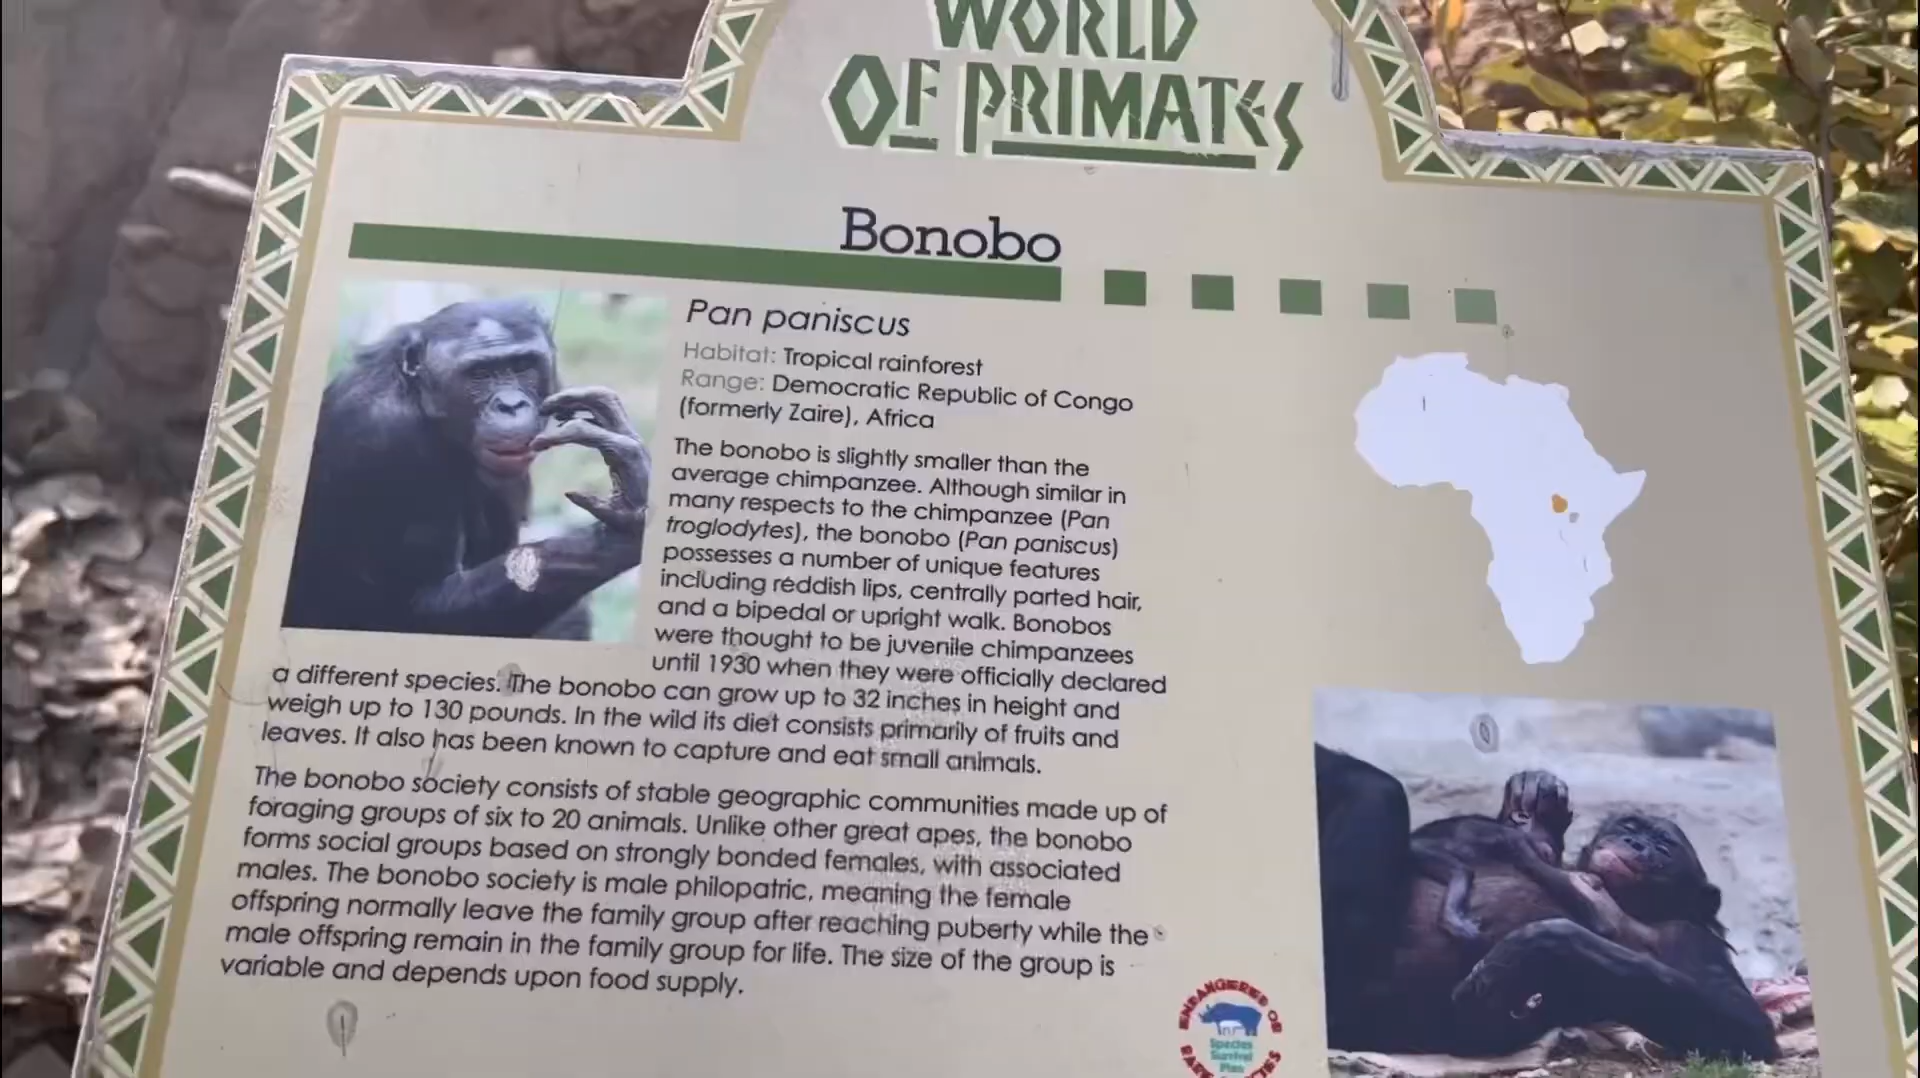 WORLD
OF PRIMATES
Bonobo
Pan paniscus
Habitat: Tropical rainforest
Range: Democratic Republic of Congo
(formerly Zaire), Africa
The bonobo is slightly smaller than the
average chimpanzee. Although similar in
many respects to the chimpanzee (Pan
froglodytes), the bonobo (Pan paniscus)
possesses a number of unique features
including reddish lips, centrally parted hair,
and a bipedal or upright walk. Bonobos
were thought to be juvenile chimpanzees
until 1930 when they were officially declared
a different species. The bonobo can grow up to 32 inches in height and
weigh up to 130 pounds. In the wild its diet consists primarily of fruits and
leaves. It also has been known to capture and eat small animals.
The bonobo society consists of stable geographic communities made up of
foraging groups of six to 20 animals. Unlike other great apes, the bonobo
forms social groups based on strongly bonded females, with associated
males. The bonobo society is male philopatric, meaning the female
offspring normally leave the family group after reaching puberty while the
male offspring remain in the family group for life. The size of the group is
variable and depends upon food supply.
ENDANGERED OR
Species
Survival
Plan